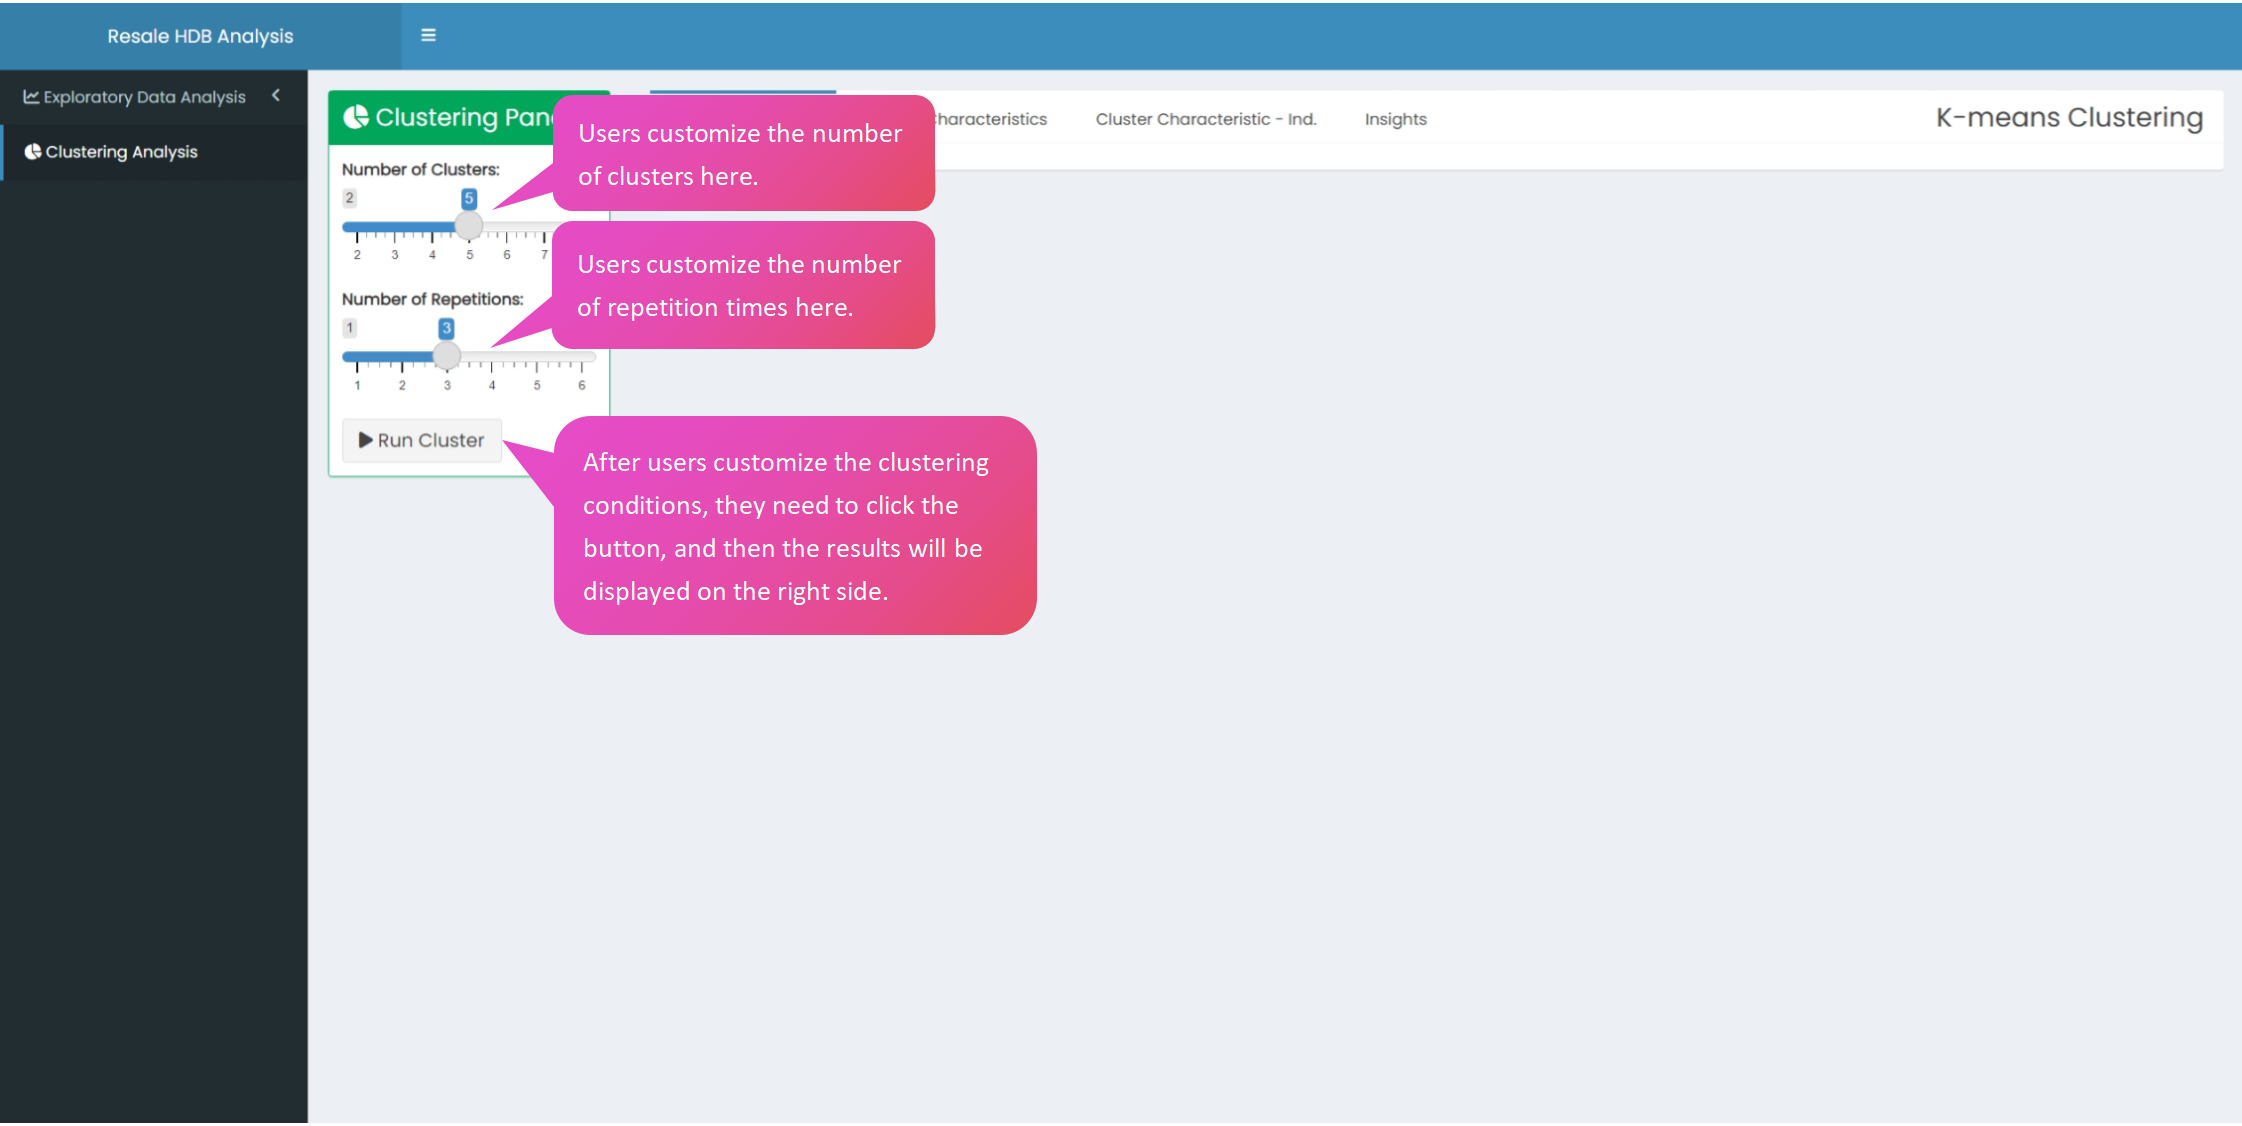 Resale HDB Analysis
Exploratory Data Analysis
Clustering Analysis
Clustering
Number of Clusters:
2
5
2 3 4 5 6 7
Number of Repetitions:
1
3
1 2 3 4 5 6
Run Cluster
Users customize the number
of clusters here.
Users customize the number
of repetition times here.
After users customize the clustering
conditions, they need to click the
button, and then the results will be
displayed on the right side.
Cluster Characteristic - Ind.
Insights
K-means Clustering